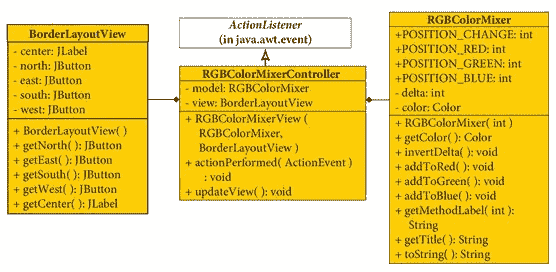 BorderLayoutView
- center: JLabel
- north: JButton
- east: JButton
- south: JButton
- west: JButton
+ BorderLayoutView( )
+ getNorth( ): JButton
+ getEast( ): JButton
+ getSouth( ): JButton
+ getWest( ): JButton
+ getCenter( ): JLabel
ActionListener
(in java.awt.event)
RGBColorMixerController
- model: RGBColorMixer
- view: BorderLayoutView
+ RGBColorMixerView (
RGBColorMixer,
BorderLayoutView )
+ actionPerformed( ActionEvent )
: void
+ updateView( ): void
RGBColorMixer
+POSITION_CHANGE: int
+POSITION_RED: int
+POSITION_GREEN: int
+POSITION_BLUE: int
- delta: int
- color: Color
+ RGBColorMixer( int )
+ getColor( ): Color
+ invertDelta( ): void
+ addToRed( ): void
+ addToGreen( ): void
+ addToBlue( ): void
+ getMethodLabel( int ):
String
+ getTitle( ): String
+ toString( ): String